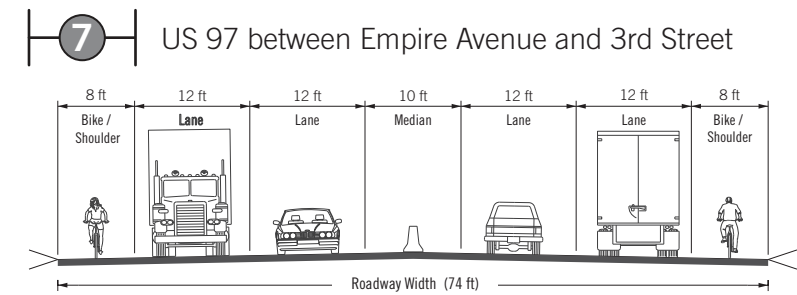 7 US 97 between Empire Avenue and 3rd Street
8 ft 12 ft 12 ft 10 ft 12 ft 12 ft 8 ft
Bike / Lane Lane Median Lane Lane Bike /
Shoulder Shoulder
Roadway Width (74 ft)